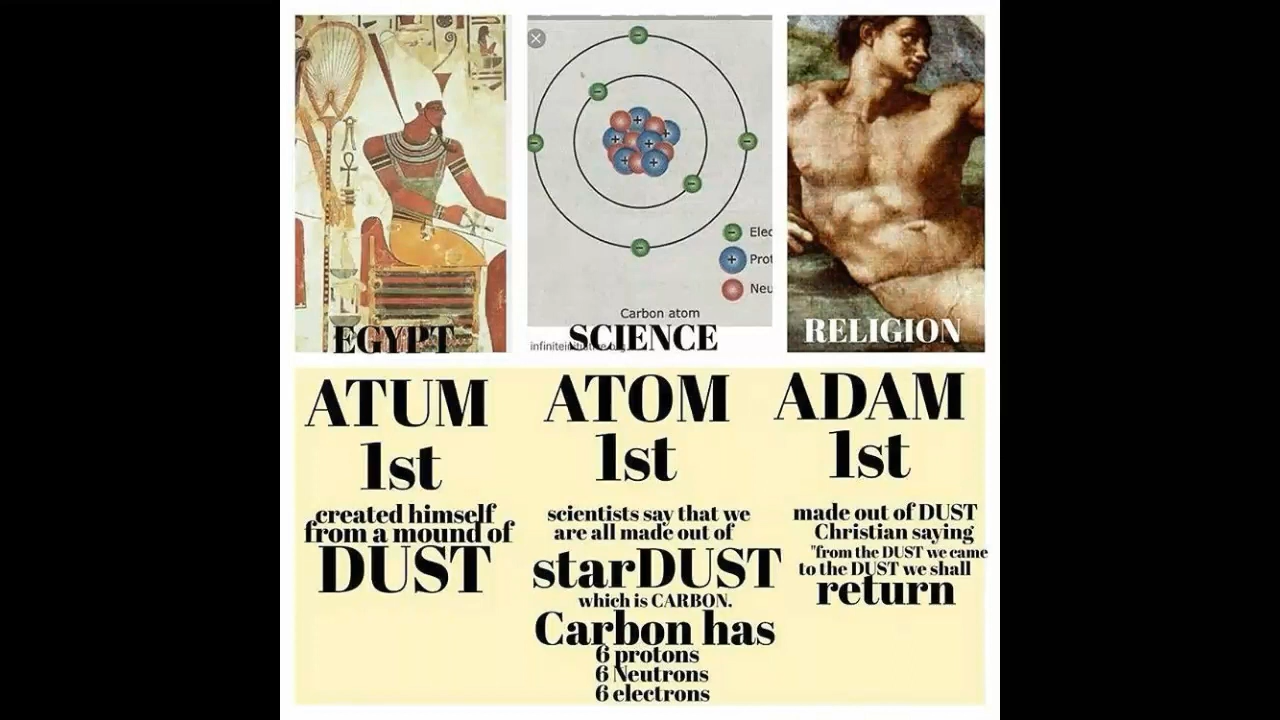 Elec
Prot
Neu
Carbon atom
EGYPT
SCIENCE
RELIGION
ATUM
1st
created himself
from a mound of
DUST
ATOM
1st
scientists say that we
are all made out of
starDUST
which is CARBON.
Carbon has
6 protons
6 Neutrons
6 electrons
ADAM
1st
made out of DUST
Christian saying
"from the DUST we came
to the DUST we shall
return